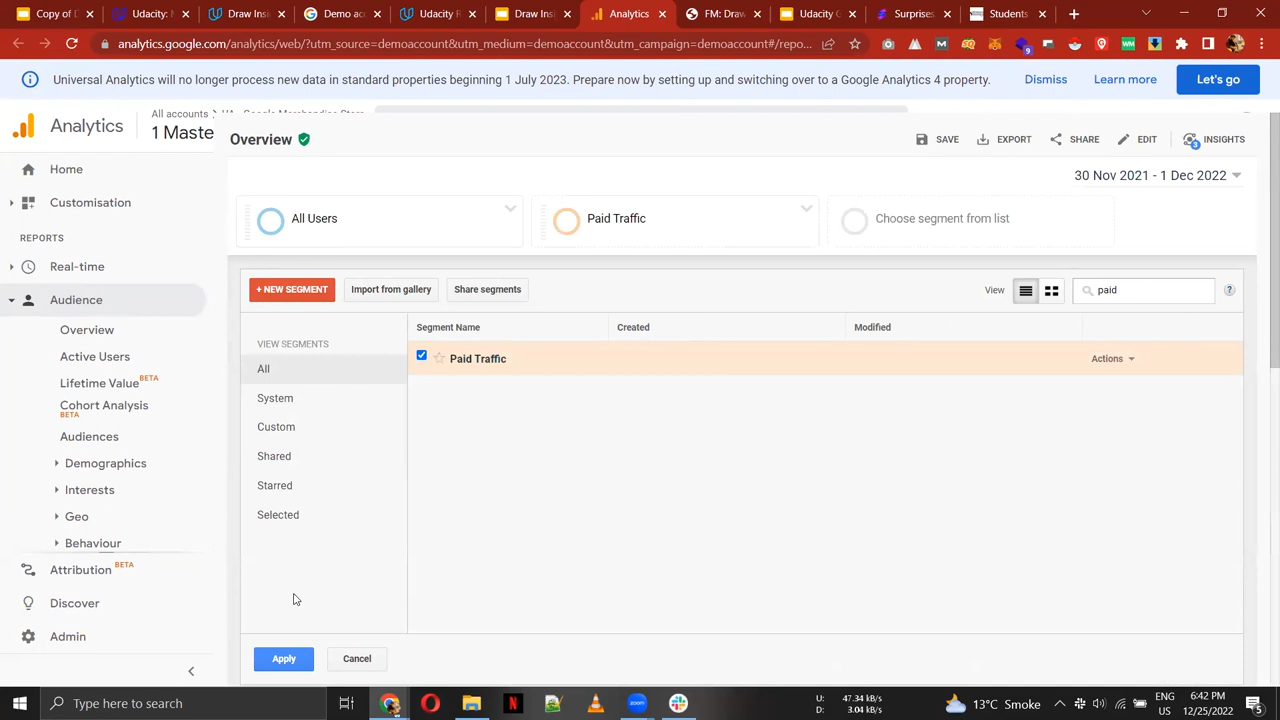 Copy of D
Udacity: M
Draw Insi
Demo ac
Udacity R
Draw Ins
Analytics
FM: Draw
Udacity G
Surprises
Students
analytics.google.com/analytics/web/?utm_source=demoaccount&utm_medium=demoaccount&utm_campaign=demoaccount#/repo...
Universal Analytics will no longer process new data in standard properties beginning 1 July 2023. Prepare now by setting up and switching over to a Google Analytics 4 property.
Dismiss
Learn more
Let's go
Analytics
All accounts > UA - Google Merchandise Store
1 Maste
Overview
SAVE
EXPORT
SHARE
EDIT
3
INSIGHTS
30 Nov 2021 - 1 Dec 2022
All Users
Paid Traffic
Choose segment from list
+ NEW SEGMENT
Import from gallery
Share segments
View
paid
?
Segment Name
Created
Modified
VIEW SEGMENTS
Paid Traffic
Actions
All
System
Custom
Shared
Starred
Selected
Apply
Cancel
Home
Customisation
REPORTS
Real-time
Audience
Overview
Active Users
Lifetime Value BETA
Cohort Analysis
BETA
Audiences
Demographics
Interests
Geo
Behaviour
Attribution BETA
Discover
Admin
Type here to search
U: 47.34 kB/s
D: 3.04 kB/s
13°C Smoke
ENG
US
6:42 PM
12/25/2022
5